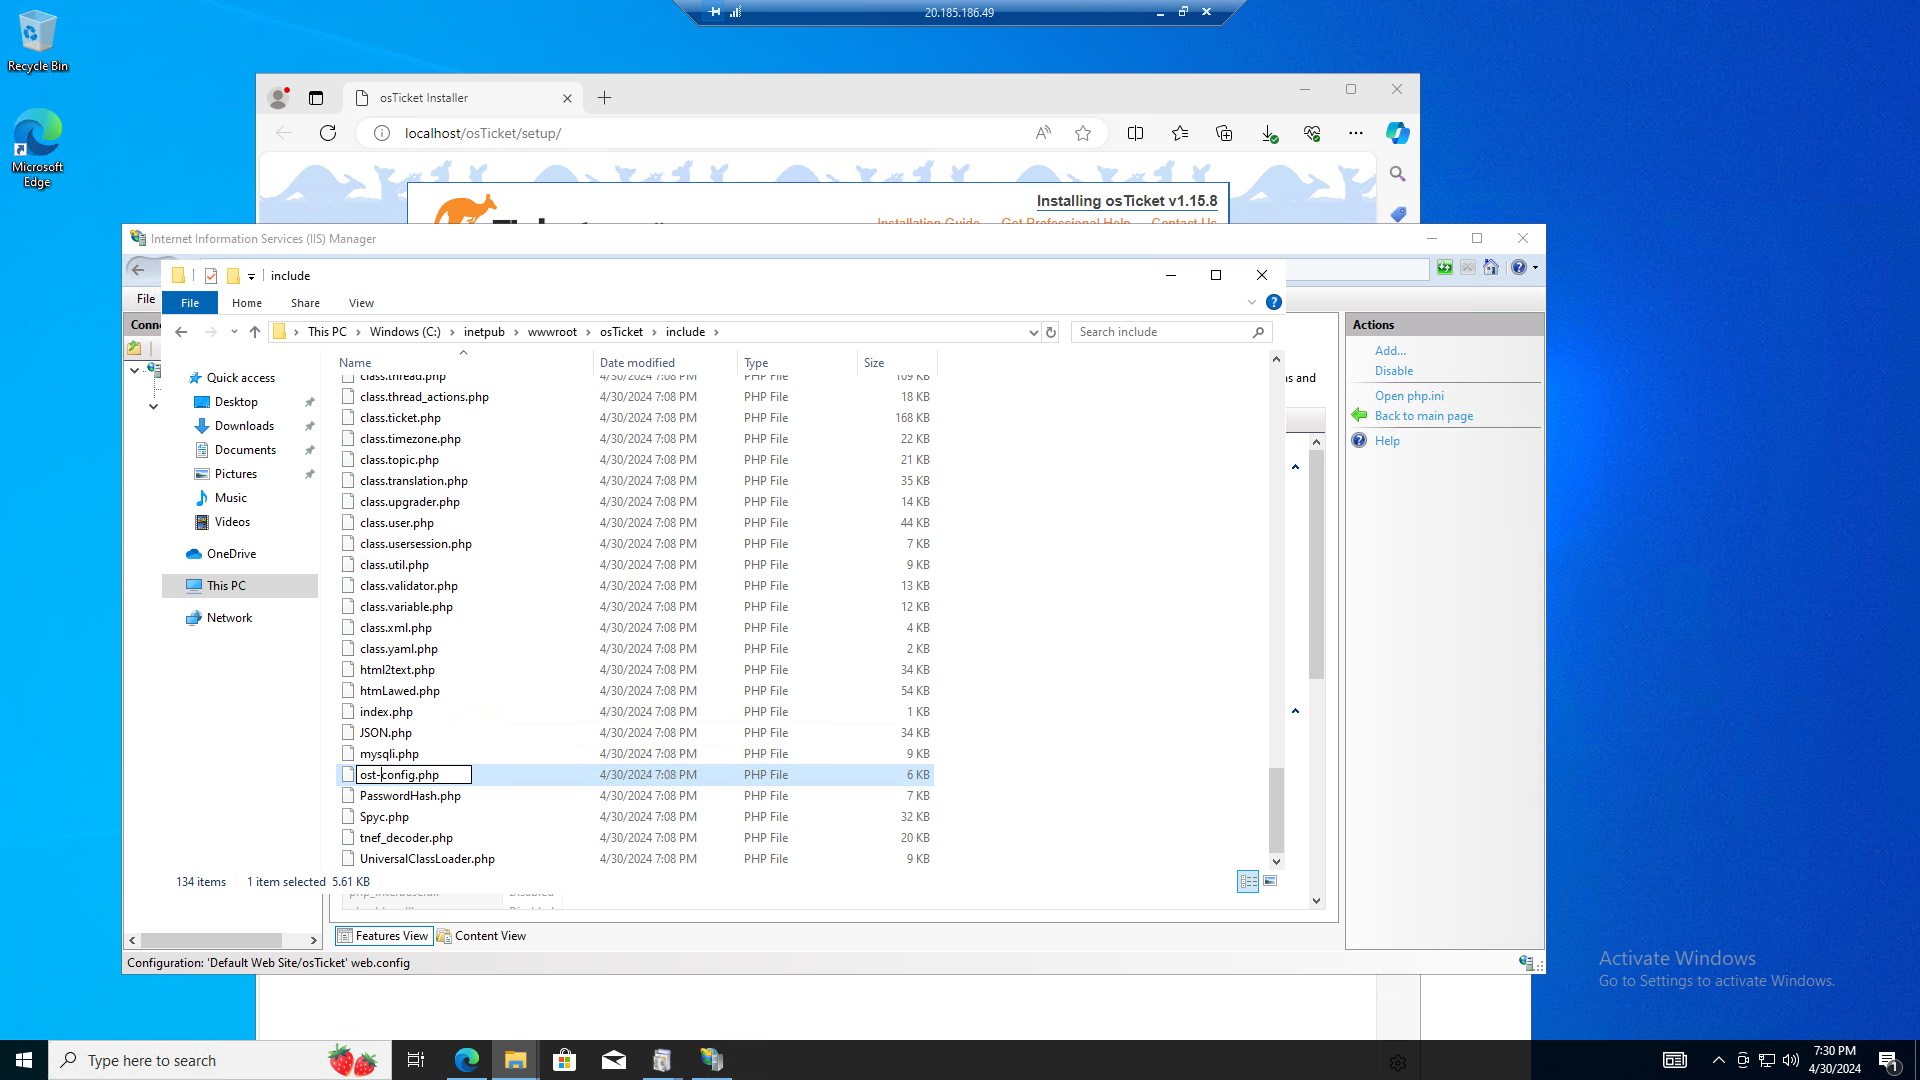 20.185.186.49
Recycle Bin
Microsoft
Edge
osTicket Installer
localhost/osTicket/setup/
Installing osTicket v1.15.8
Installation Guide Get Professional Help Contact Us
Internet Information Services (IIS) Manager
include
File
File Home Share View
This PC Windows (C:) inetpub wwwroot osTicket include
Search include
Conne
Name Date modified Type Size
Quick access
Desktop
Downloads
Documents
Pictures
Music
Videos
OneDrive
This PC
Network
class.thread.php 4/30/2024 7:08 PM PHP File 109 KB
class.thread_actions.php 4/30/2024 7:08 PM PHP File 18 KB
class.ticket.php 4/30/2024 7:08 PM PHP File 168 KB
class.timezone.php 4/30/2024 7:08 PM PHP File 22 KB
class.topic.php 4/30/2024 7:08 PM PHP File 21 KB
class.translation.php 4/30/2024 7:08 PM PHP File 35 KB
class.upgrader.php 4/30/2024 7:08 PM PHP File 14 KB
class.user.php 4/30/2024 7:08 PM PHP File 44 KB
class.usersession.php 4/30/2024 7:08 PM PHP File 7 KB
class.util.php 4/30/2024 7:08 PM PHP File 9 KB
class.validator.php 4/30/2024 7:08 PM PHP File 13 KB
class.variable.php 4/30/2024 7:08 PM PHP File 12 KB
class.xml.php 4/30/2024 7:08 PM PHP File 4 KB
class.yaml.php 4/30/2024 7:08 PM PHP File 2 KB
html2text.php 4/30/2024 7:08 PM PHP File 34 KB
htmLawed.php 4/30/2024 7:08 PM PHP File 54 KB
index.php 4/30/2024 7:08 PM PHP File 1 KB
JSON.php 4/30/2024 7:08 PM PHP File 34 KB
mysqli.php 4/30/2024 7:08 PM PHP File 9 KB
ost-config.php 4/30/2024 7:08 PM PHP File 6 KB
PasswordHash.php 4/30/2024 7:08 PM PHP File 7 KB
Spyc.php 4/30/2024 7:08 PM PHP File 32 KB
tnef_decoder.php 4/30/2024 7:08 PM PHP File 20 KB
UniversalClassLoader.php 4/30/2024 7:08 PM PHP File 9 KB
134 items 1 item selected 5.61 KB
s and
Actions
Add...
Disable
Open php.ini
Back to main page
Help
Features View Content View
Configuration: 'Default Web Site/osTicket' web.config
Activate Windows
Go to Settings to activate Windows.
Type here to search
7:30 PM
4/30/2024
1